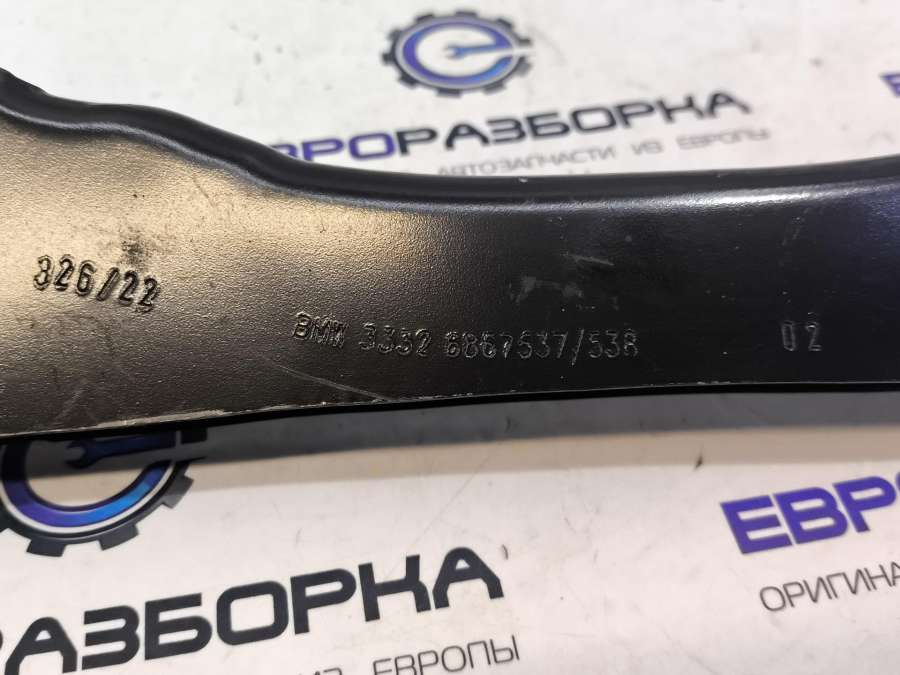 ЕВРОРАЗБОРКА
АВТОЗАПЧАСТИ ИЗ ЕВРОПЫ
326/22
BMW 3332 6867537/538
02
ЕВРО
ОРИГИНА
РАЗБОРКА
ИЗ ЕВРОПЫ